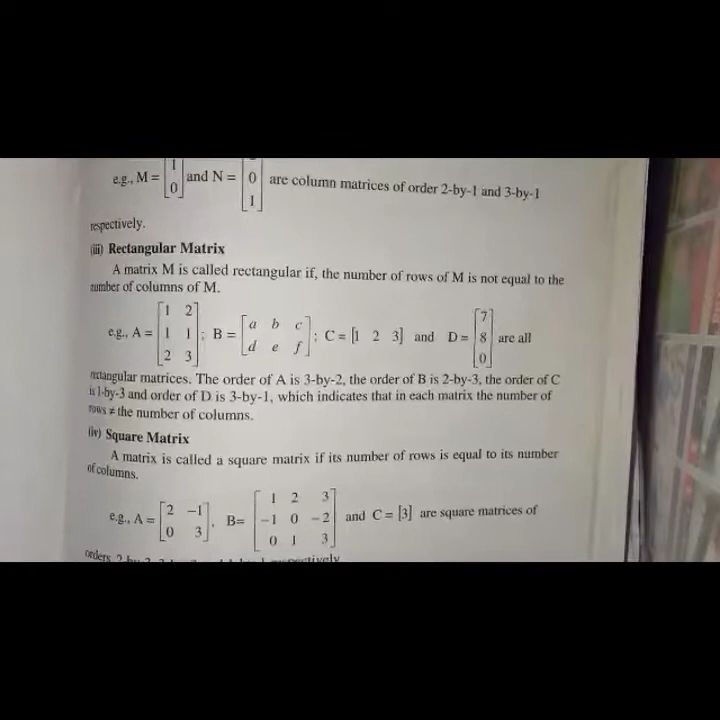 e.g., M = [1 0] and N = [0 1] are column matrices of order 2-by-1 and 3-by-1
respectively.
(iii) Rectangular Matrix
A matrix M is called rectangular if, the number of rows of M is not equal to the
number of columns of M.
e.g., A = [1 2; 1 1; 2 3]; B = [a b c; d e f]; C = [1 2 3] and D = [7 8 0] are all
rectangular matrices. The order of A is 3-by-2, the order of B is 2-by-3, the order of C
is 1-by-3 and order of D is 3-by-1, which indicates that in each matrix the number of
rows ≠ the number of columns.
(iv) Square Matrix
A matrix is called a square matrix if its number of rows is equal to its number
of columns.
e.g., A = [2 -1; 0 3], B= [1 2 3; -1 0 -2; 0 1 3] and C = [3] are square matrices of
orders